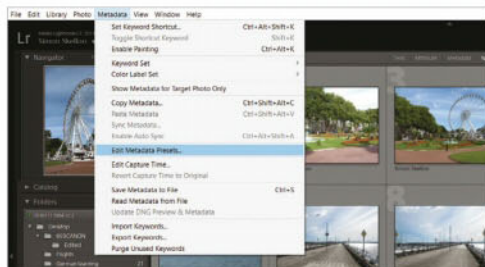 File Edit Library Photo Metadata View Window Help
Lr
Simon Skellon
Navigator
Catalog
Folders
Desktop
Edited
Set Keyword Shortcut... Ctrl+Alt+Shift+K
Toggle Shortcut Keyword Shift+K
Enable Painting Ctrl+Alt+K
Keyword Set
Color Label Set
Show Metadata for Target Photo Only
Copy Metadata... Ctrl+Shift+Alt+C
Paste Metadata Ctrl+Shift+Alt+V
Sync Metadata...
Enable Auto Sync Ctrl+Alt+Shift+A
Edit Metadata Presets...
Edit Capture Time...
Revert Capture Time to Original
Save Metadata to File Ctrl+S
Read Metadata from File
Update DNG Preview & Metadata
Import Keywords...
Export Keywords...
Purge Unused Keywords